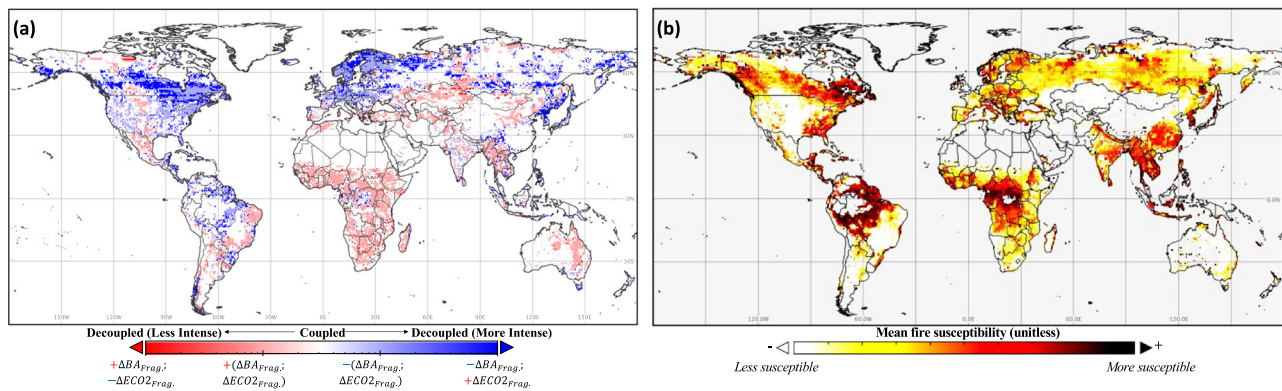 (a)
60N
30N
0N
30S
150W 120W 90W 60W 30W 0E 30E 60E 90E 120E 150E
Decoupled (Less Intense) Coupled Decoupled (More Intense)
+ΔBA_Frag.; +(ΔBA_Frag.; −(ΔBA_Frag.; −ΔBA_Frag.;
−ΔECO2_Frag. ΔECO2_Frag.) ΔECO2_Frag.) +ΔECO2_Frag.
(b)
60.0N
0.0N
120.0W 60.0W 0.0E 60.0E 120.0E
Mean fire susceptibility (unitless)
- +
Less susceptible More susceptible